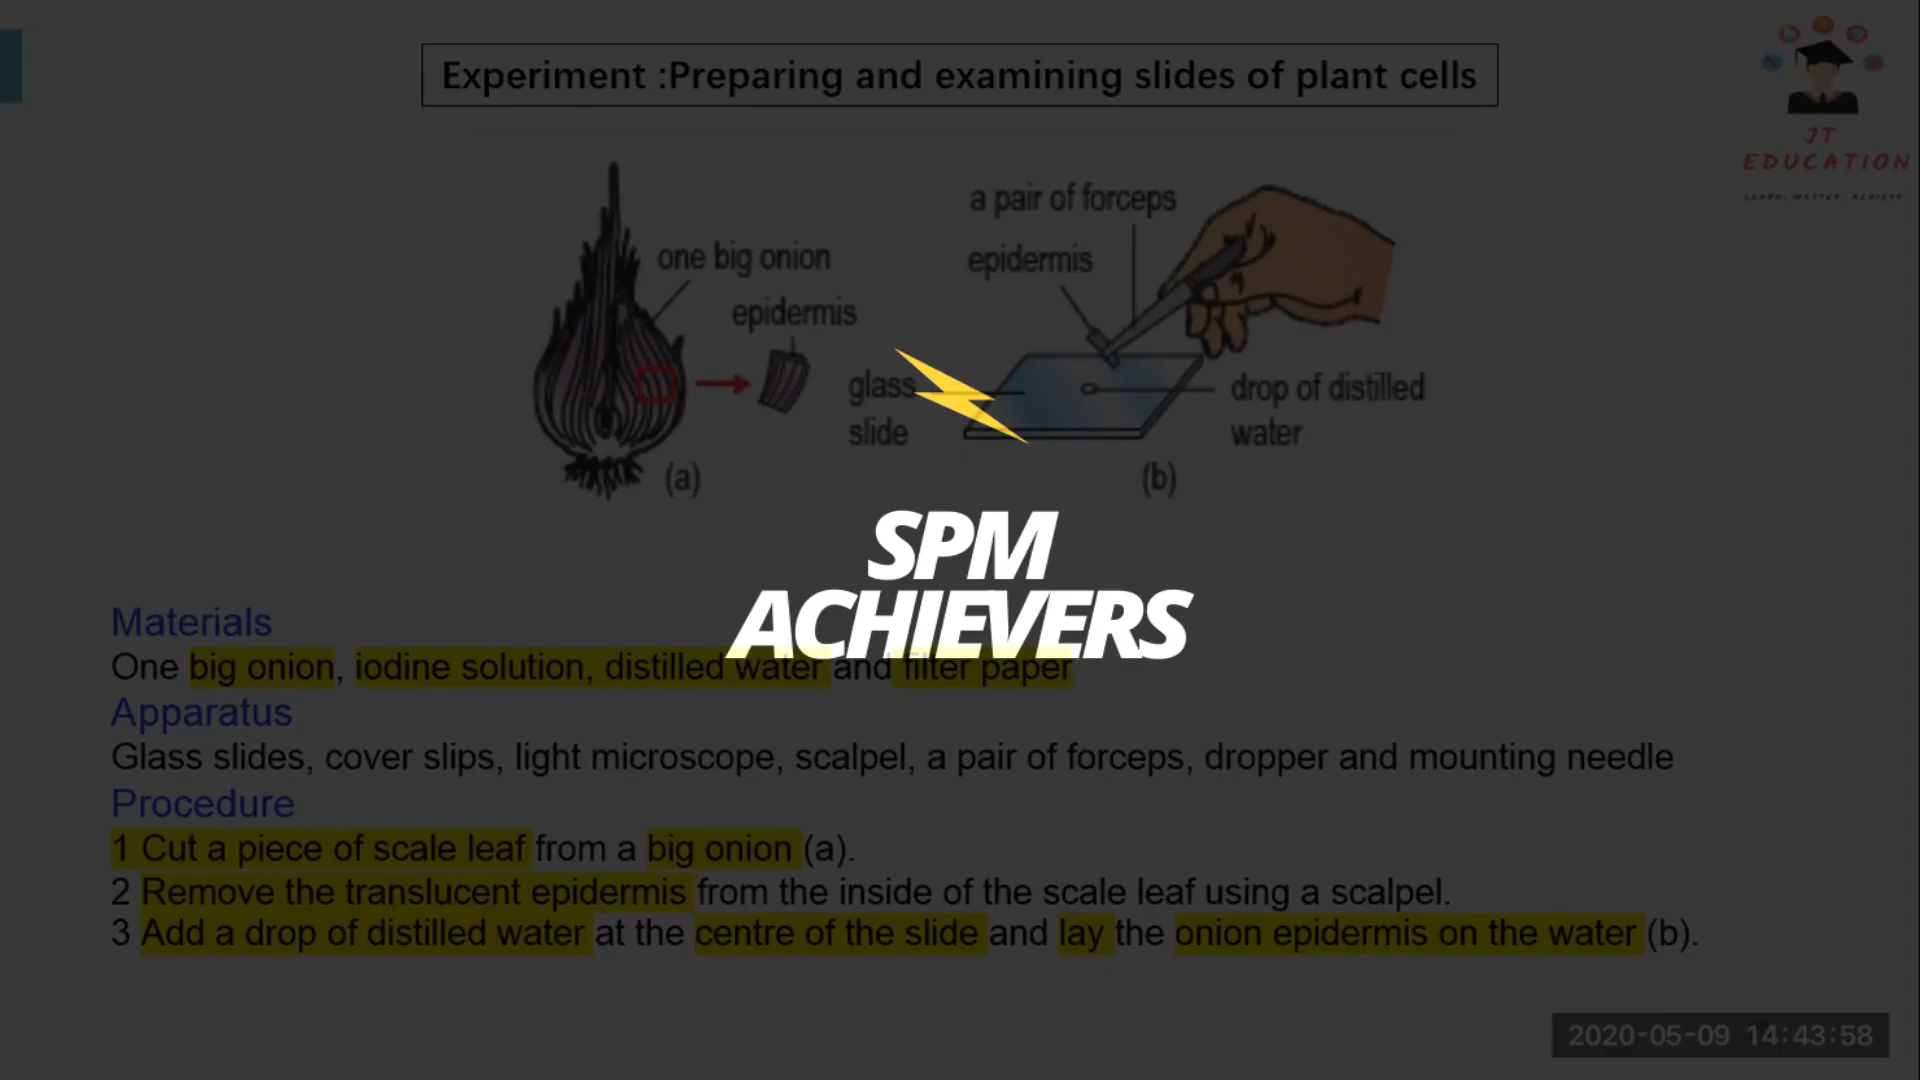 Experiment :Preparing and examining slides of plant cells
JT
EDUCATION
LEARN. MASTER. ACHIEVE.
a pair of forceps
one big onion
epidermis
epidermis
glass
slide
drop of distilled
water
(a)
(b)
SPM
ACHIEVERS
Materials
One big onion, iodine solution, distilled water and filter paper
Apparatus
Glass slides, cover slips, light microscope, scalpel, a pair of forceps, dropper and mounting needle
Procedure
1 Cut a piece of scale leaf from a big onion (a).
2 Remove the translucent epidermis from the inside of the scale leaf using a scalpel.
3 Add a drop of distilled water at the centre of the slide and lay the onion epidermis on the water (b).
2020-05-09 14:43:58